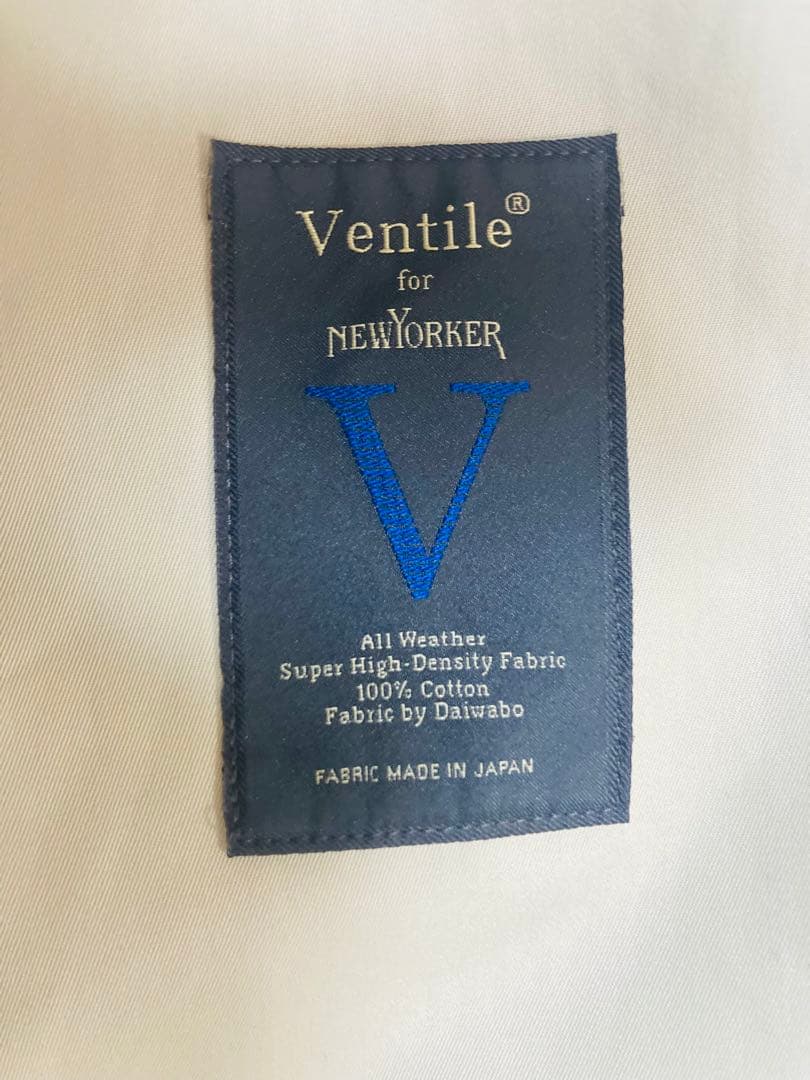 Ventile®
for
NEWYORKER
V
All Weather
Super High-Density Fabric
100% Cotton
Fabric by Daiwabo
FABRIC MADE IN JAPAN